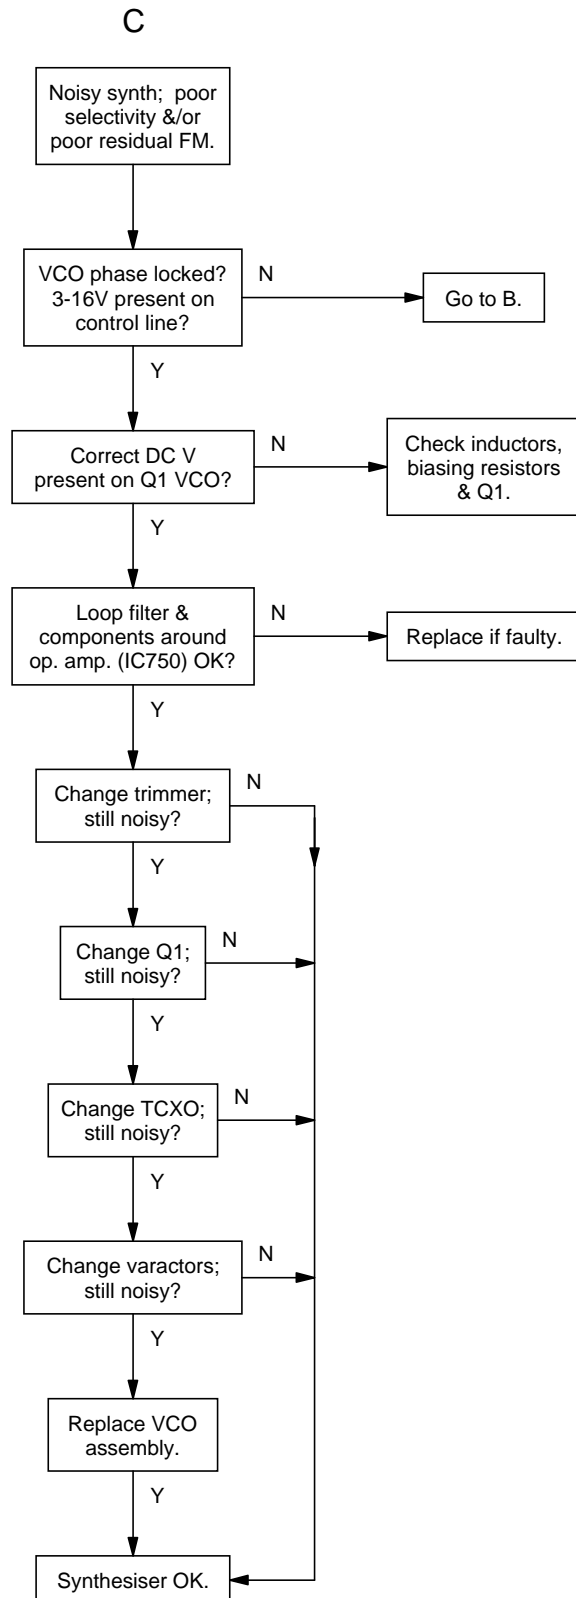 C
Noisy synth; poor
selectivity &/or
poor residual FM.
VCO phase locked?
3-16V present on
control line?
N
Go to B.
Y
Correct DC V
present on Q1 VCO?
N
Check inductors,
biasing resistors
& Q1.
Y
Loop filter &
components around
op. amp. (IC750) OK?
N
Replace if faulty.
Y
Change trimmer;
still noisy?
N
Y
Change Q1;
still noisy?
N
Y
Change TCXO;
still noisy?
N
Y
Change varactors;
still noisy?
N
Y
Replace VCO
assembly.
Y
Synthesiser OK.